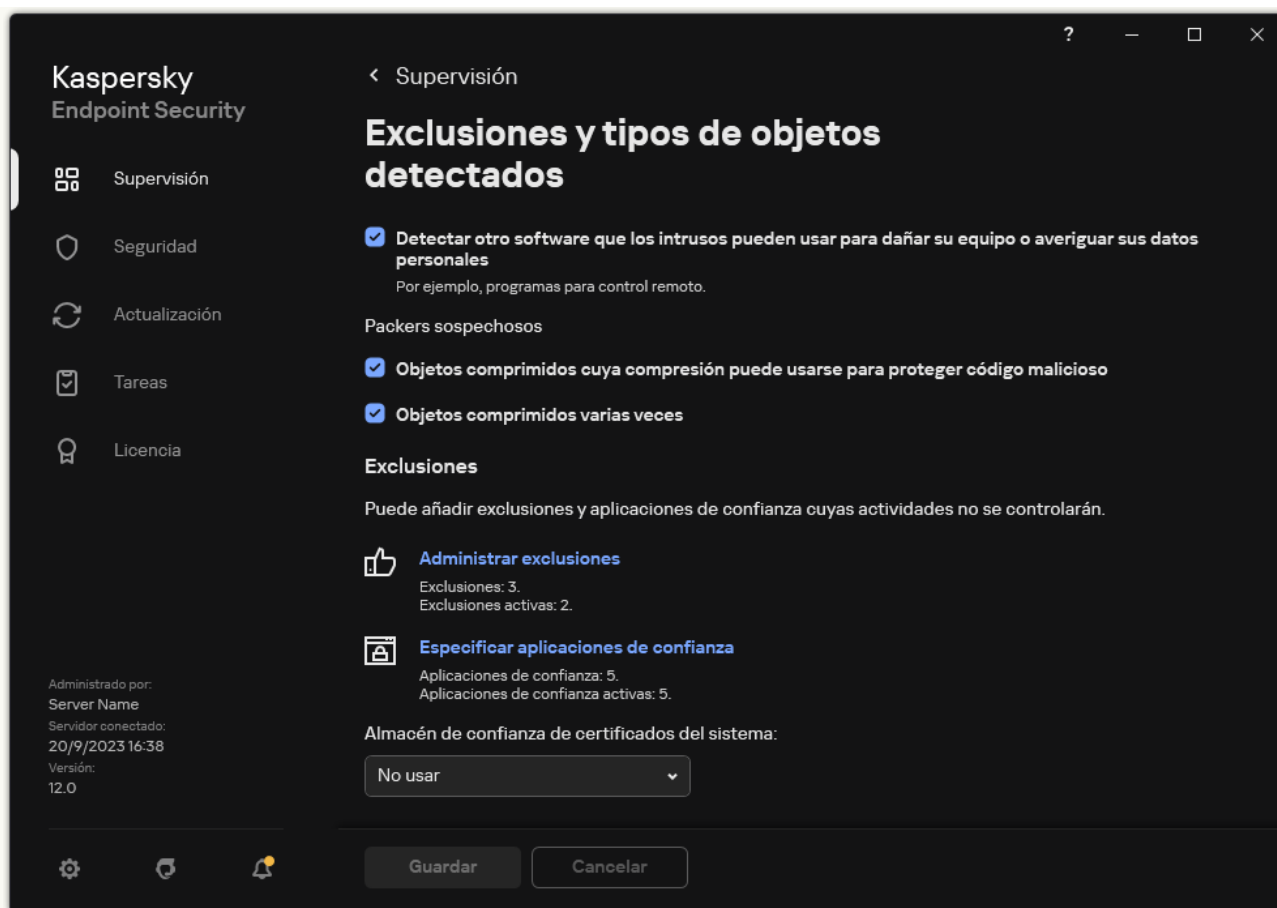 ?
Kaspersky
Endpoint Security
Supervisión
Seguridad
Actualización
Tareas
Licencia
Administrado por:
Server Name
Servidor conectado:
20/9/2023 16:38
Versión:
12.0
Supervisión
Exclusiones y tipos de objetos
detectados
Detectar otro software que los intrusos pueden usar para dañar su equipo o averiguar sus datos
personales
Por ejemplo, programas para control remoto.
Packers sospechosos
Objetos comprimidos cuya compresión puede usarse para proteger código malicioso
Objetos comprimidos varias veces
Exclusiones
Puede añadir exclusiones y aplicaciones de confianza cuyas actividades no se controlarán.
Administrar exclusiones
Exclusiones: 3.
Exclusiones activas: 2.
Especificar aplicaciones de confianza
Aplicaciones de confianza: 5.
Aplicaciones de confianza activas: 5.
Almacén de confianza de certificados del sistema:
No usar
Guardar
Cancelar